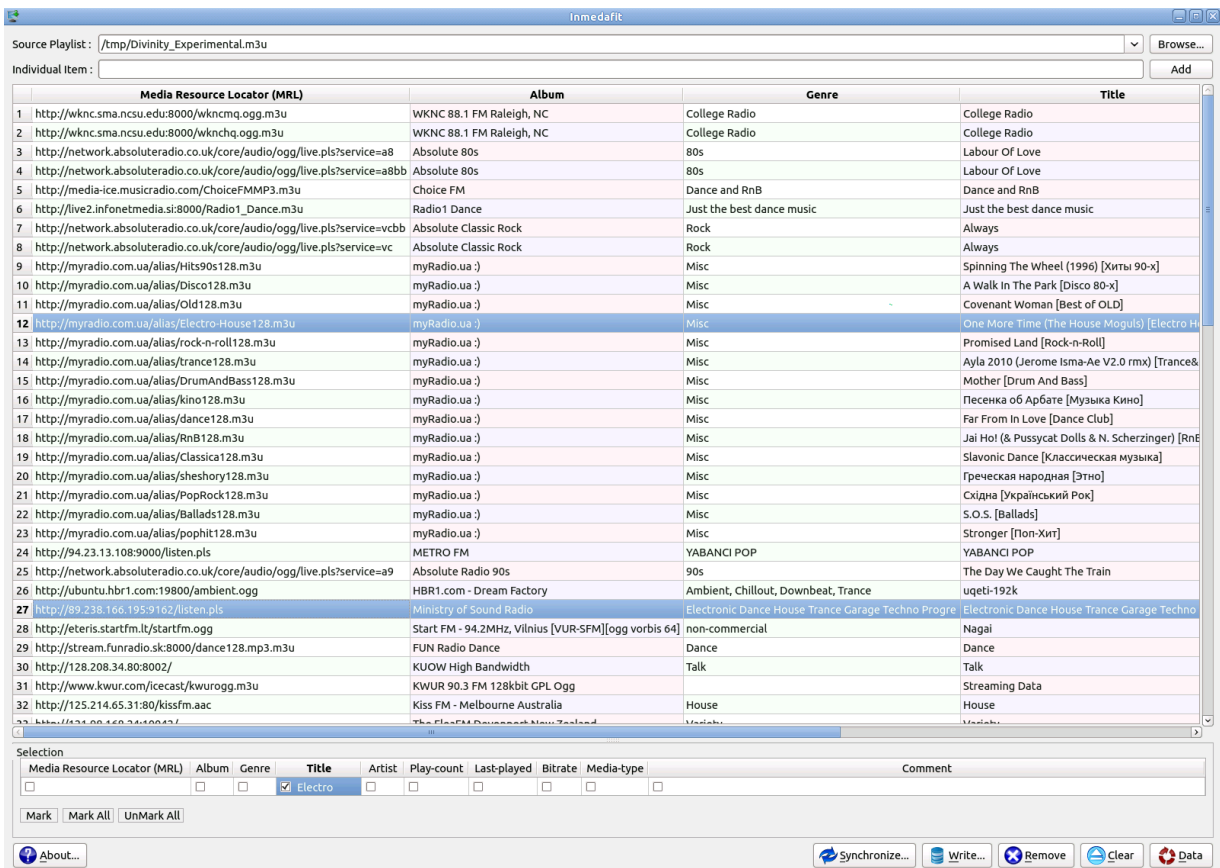 Inmedafit
Source Playlist : /tmp/Divinity_Experimental.m3u Browse...
Individual Item : Add
Media Resource Locator (MRL) Album Genre Title
1 http://wknc.sma.ncsu.edu:8000/wkncmq.ogg.m3u WKNC 88.1 FM Raleigh, NC College Radio College Radio
2 http://wknc.sma.ncsu.edu:8000/wknchq.ogg.m3u WKNC 88.1 FM Raleigh, NC College Radio College Radio
3 http://network.absoluteradio.co.uk/core/audio/ogg/live.pls?service=a8 Absolute 80s 80s Labour Of Love
4 http://network.absoluteradio.co.uk/core/audio/ogg/live.pls?service=a8bb Absolute 80s 80s Labour Of Love
5 http://media-ice.musicradio.com/ChoiceFMMP3.m3u Choice FM Dance and RnB Dance and RnB
6 http://live2.infonetmedia.si:8000/Radio1_Dance.m3u Radio1 Dance Just the best dance music Just the best dance music
7 http://network.absoluteradio.co.uk/core/audio/ogg/live.pls?service=vcbb Absolute Classic Rock Rock Always
8 http://network.absoluteradio.co.uk/core/audio/ogg/live.pls?service=vc Absolute Classic Rock Rock Always
9 http://myradio.com.ua/alias/Hits90s128.m3u myRadio.ua :) Misc Spinning The Wheel (1996) [Хиты 90-х]
10 http://myradio.com.ua/alias/Disco128.m3u myRadio.ua :) Misc A Walk In The Park [Disco 80-x]
11 http://myradio.com.ua/alias/Old128.m3u myRadio.ua :) Misc Covenant Woman [Best of OLD]
12 http://myradio.com.ua/alias/Electro-House128.m3u myRadio.ua :) Misc One More Time (The House Moguls) [Electro Ho
13 http://myradio.com.ua/alias/rock-n-roll128.m3u myRadio.ua :) Misc Promised Land [Rock-n-Roll]
14 http://myradio.com.ua/alias/trance128.m3u myRadio.ua :) Misc Ayla 2010 (Jerome Isma-Ae V2.0 rmx) [Trance&
15 http://myradio.com.ua/alias/DrumAndBass128.m3u myRadio.ua :) Misc Mother [Drum And Bass]
16 http://myradio.com.ua/alias/kino128.m3u myRadio.ua :) Misc Песенка об Арбате [Музыка Кино]
17 http://myradio.com.ua/alias/dance128.m3u myRadio.ua :) Misc Far From In Love [Dance Club]
18 http://myradio.com.ua/alias/RnB128.m3u myRadio.ua :) Misc Jai Ho! (& Pussycat Dolls & N. Scherzinger) [RnB
19 http://myradio.com.ua/alias/Classica128.m3u myRadio.ua :) Misc Slavonic Dance [Классическая музыка]
20 http://myradio.com.ua/alias/sheshory128.m3u myRadio.ua :) Misc Греческая народная [Этно]
21 http://myradio.com.ua/alias/PopRock128.m3u myRadio.ua :) Misc Східна [Український Рок]
22 http://myradio.com.ua/alias/Ballads128.m3u myRadio.ua :) Misc S.O.S. [Ballads]
23 http://myradio.com.ua/alias/pophit128.m3u myRadio.ua :) Misc Stronger [Поп-Хит]
24 http://94.23.13.108:9000/listen.pls METRO FM YABANCI POP YABANCI POP
25 http://network.absoluteradio.co.uk/core/audio/ogg/live.pls?service=a9 Absolute Radio 90s 90s The Day We Caught The Train
26 http://ubuntu.hbr1.com:19800/ambient.ogg HBR1.com - Dream Factory Ambient, Chillout, Downbeat, Trance uqeti-192k
27 http://89.238.166.195:9162/listen.pls Ministry of Sound Radio Electronic Dance House Trance Garage Techno Progre Electronic Dance House Trance Garage Techno
28 http://eteris.startfm.lt/startfm.ogg Start FM - 94.2MHz, Vilnius [VUR-SFM][ogg vorbis 64] non-commercial Nagai
29 http://stream.funradio.sk:8000/dance128.mp3.m3u FUN Radio Dance Dance Dance
30 http://128.208.34.80:8002/ KUOW High Bandwidth Talk Talk
31 http://www.kwur.com/icecast/kwurogg.m3u KWUR 90.3 FM 128kbit GPL Ogg Streaming Data
32 http://125.214.65.31:80/kissfm.aac Kiss FM - Melbourne Australia House House
Selection
Media Resource Locator (MRL) Album Genre Title Artist Play-count Last-played Bitrate Media-type Comment
Electro
Mark Mark All UnMark All
About... Synchronize... Write... Remove Clear Data